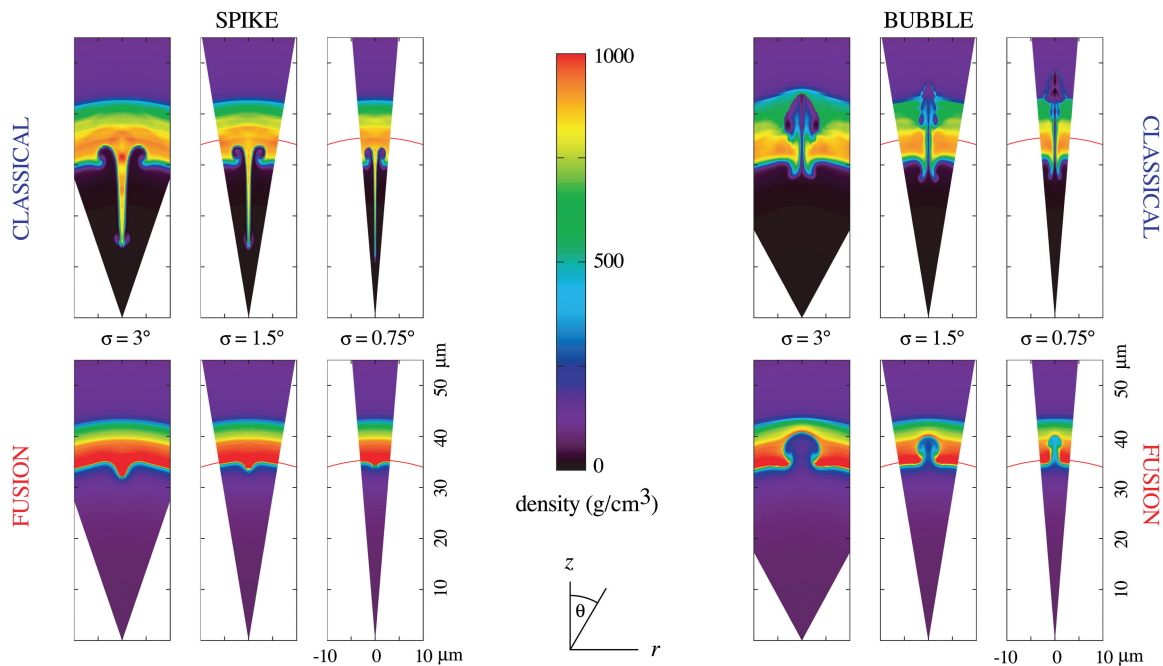 SPIKE
BUBBLE
CLASSICAL
1000
500
0
density (g/cm³)
CLASSICAL
σ = 3°
σ = 1.5°
σ = 0.75°
σ = 3°
σ = 1.5°
σ = 0.75°
FUSION
μm
50
40
30
20
10
-10
0
10 μm
z
θ
r
μm
50
40
30
20
10
-10
0
10 μm
FUSION